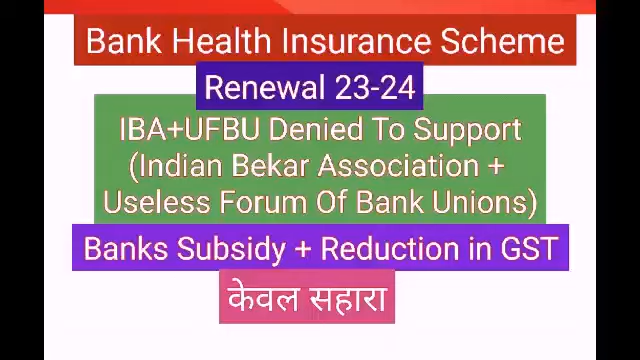 Bank Health Insurance Scheme
Renewal 23-24
IBA+UFBU Denied To Support
(Indian Bekar Association +
Useless Forum Of Bank Unions)
Banks Subsidy + Reduction in GST
केवल सहारा